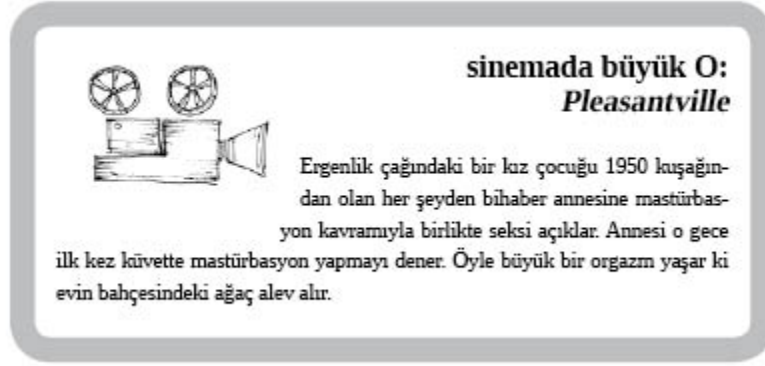 sinemada büyük O:
Pleasantville
Ergenlik çağındaki bir kız çocuğu 1950 kuşağın-
dan olan her şeyden bihaber annesine mastürbas-
yon kavramıyla birlikte seksi açıklar. Annesi o gece
ilk kez küvette mastürbasyon yapmayı dener. Öyle büyük bir orgazm yaşar ki
evin bahçesindeki ağaç alev alır.